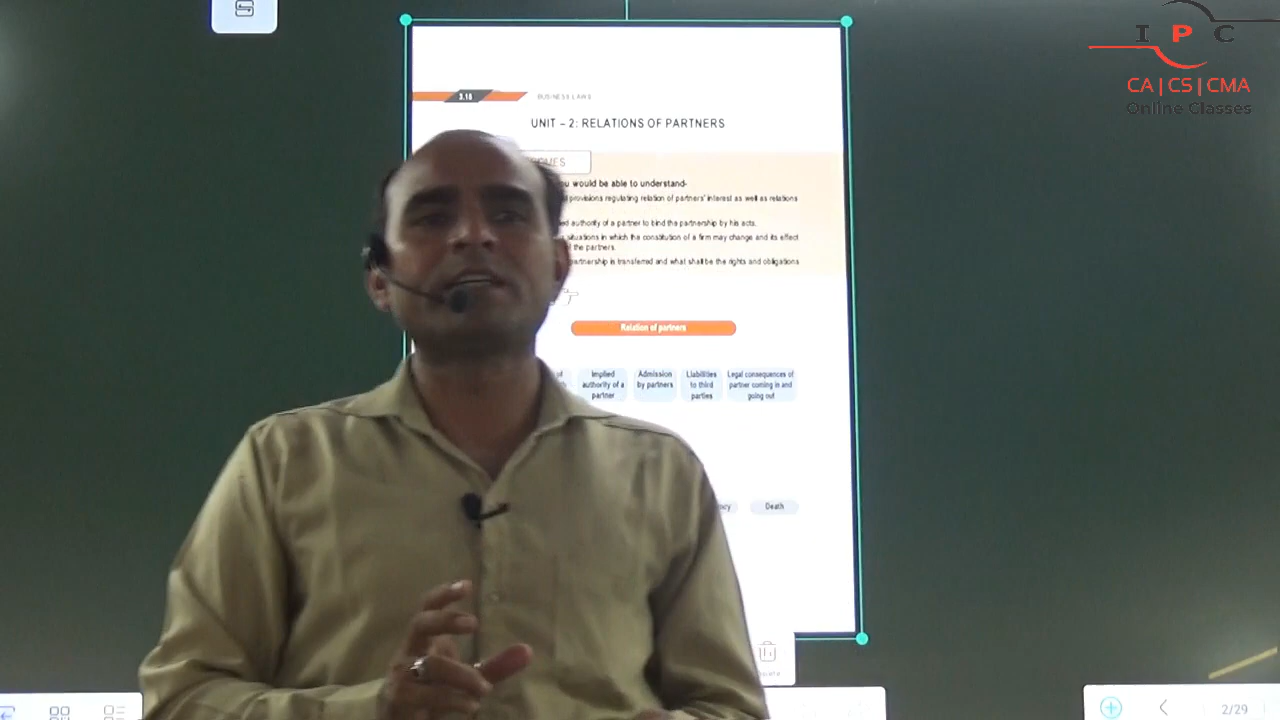 I P C
CA|CS|CMA
Online Classes
3.18 BUSINESS LAWS
UNIT – 2: RELATIONS OF PARTNERS
would be able to understand-
provisions regulating relation of partners' interest as well as relations
authority of a partner to bind the partnership by his acts.
situations in which the constitution of a firm may change and its effect
of the partners.
partnership is transferred and what shall be the rights and obligations
Relation of partners
Implied authority of a partner
Admission by partners
Liabilities to third parties
Legal consequences of partner coming in and going out
Death
2/29